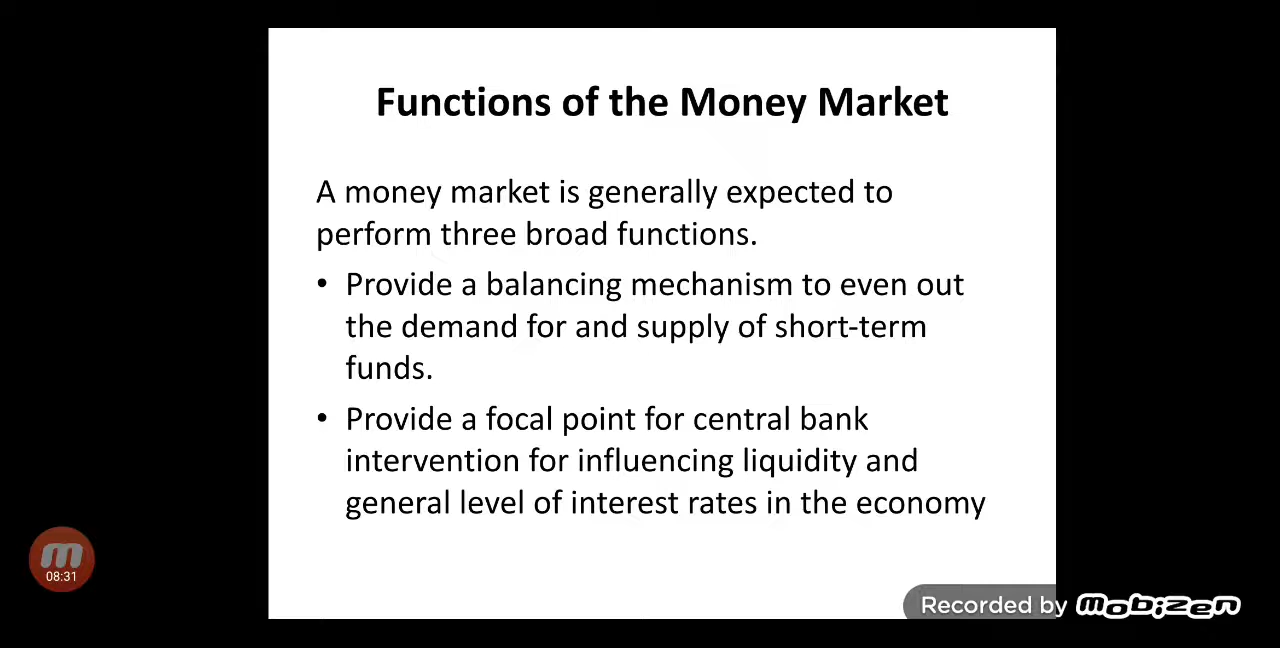 Functions of the Money Market
A money market is generally expected to
perform three broad functions.
• Provide a balancing mechanism to even out
the demand for and supply of short-term
funds.
• Provide a focal point for central bank
intervention for influencing liquidity and
general level of interest rates in the economy
m
08:31
Recorded by mobizen